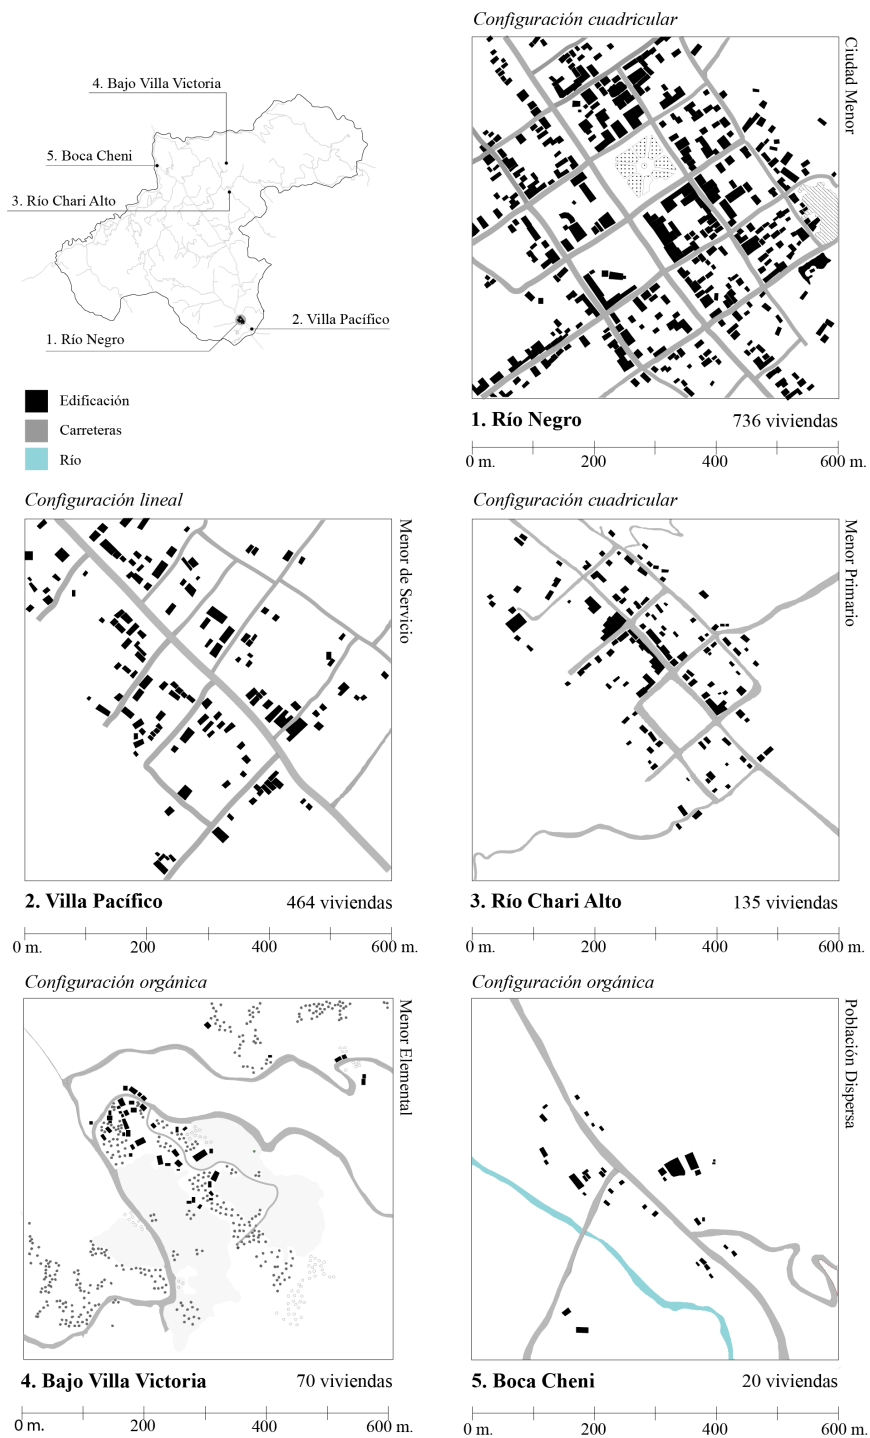 Configuración cuadricular
Ciudad Menor
4. Bajo Villa Victoria
5. Boca Cheni
3. Río Chari Alto
2. Villa Pacífico
1. Río Negro
Edificación
Carreteras
Río
1. Río Negro 736 viviendas
0 m. 200 400 600 m.
Configuración lineal
Menor de Servicio
2. Villa Pacífico 464 viviendas
0 m. 200 400 600 m.
Configuración cuadricular
Menor Primario
3. Río Chari Alto 135 viviendas
0 m. 200 400 600 m.
Configuración orgánica
Menor Elemental
4. Bajo Villa Victoria 70 viviendas
0 m. 200 400 600 m.
Configuración orgánica
Población Dispersa
5. Boca Cheni 20 viviendas
0 m. 200 400 600 m.